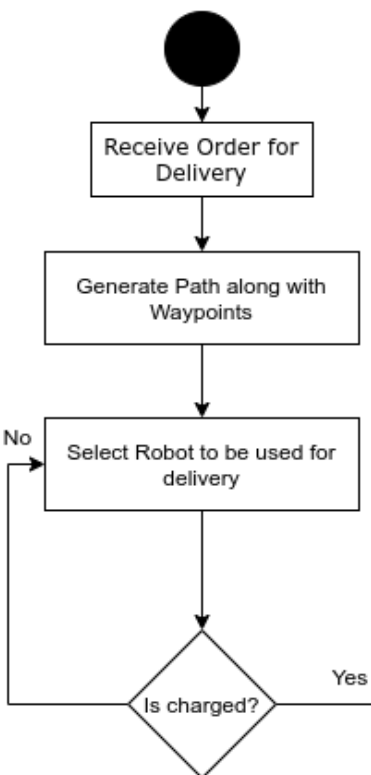 Receive Order for
Delivery
Generate Path along with
Waypoints
No
Select Robot to be used for
delivery
Yes
Is charged?